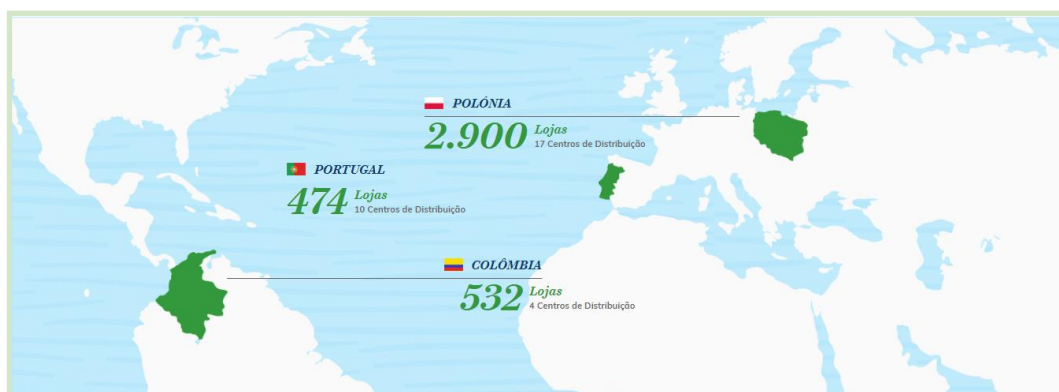 POLÓNIA
2.900 Lojas
17 Centros de Distribuição
PORTUGAL
474 Lojas
10 Centros de Distribuição
COLÔMBIA
532 Lojas
4 Centros de Distribuição